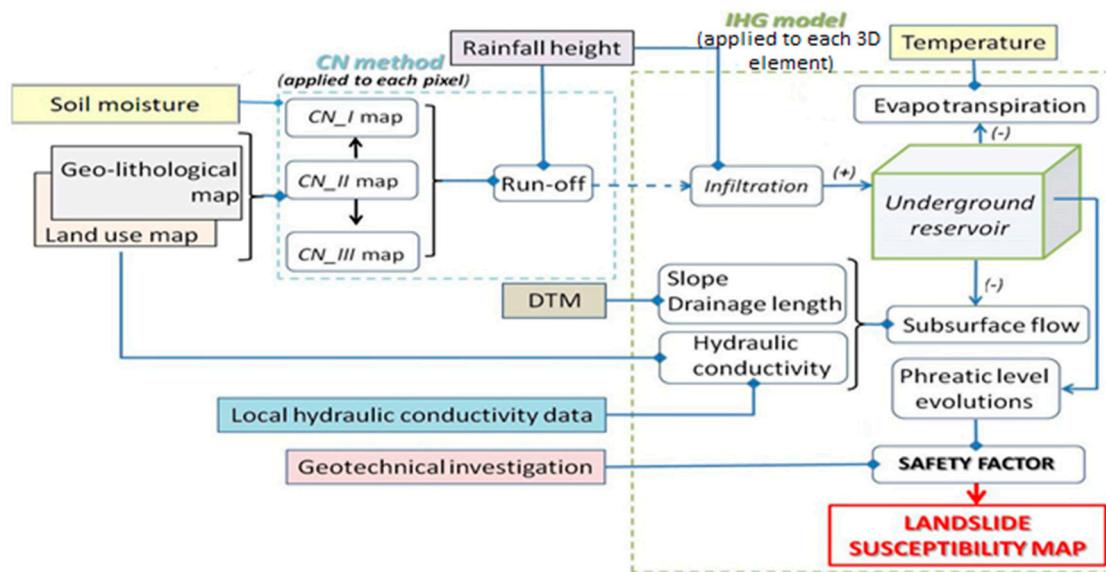 IHG model
(applied to each 3D
element)
Rainfall height
Temperature
CN method
(applied to each pixel)
Soil moisture
Evapo transpiration
CN_I map
(-)
Geo-lithological
map
Land use map
CN_II map
Run-off
Infiltration
(+)
Underground
reservoir
CN_III map
(-)
DTM
Slope
Drainage length
Subsurface flow
Hydraulic
conductivity
Phreatic level
evolutions
Local hydraulic conductivity data
Geotechnical investigation
SAFETY FACTOR
LANDSLIDE
SUSCEPTIBILITY MAP